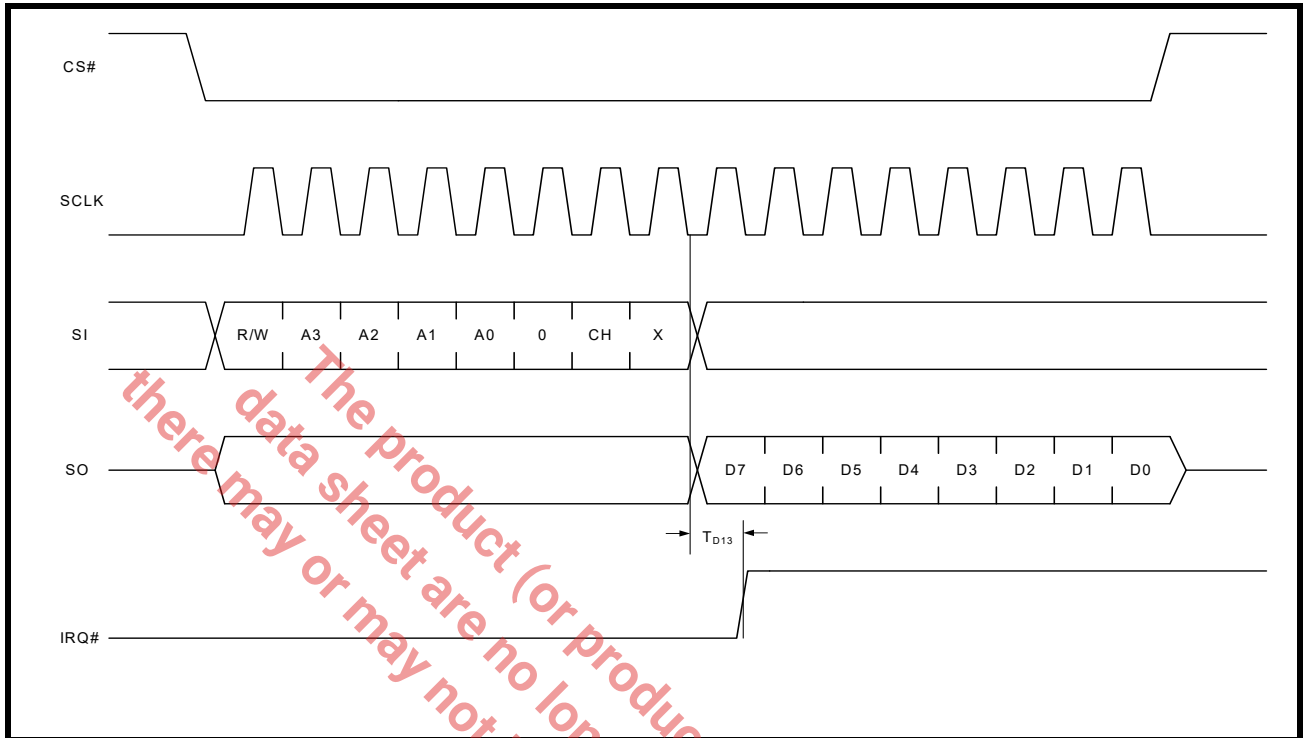 CS#
SCLK
SI R/W A3 A2 A1 A0 0 CH X
SO D7 D6 D5 D4 D3 D2 D1 D0
TD13
IRQ#
The product (or produc
data sheet are no lon
there may or may not